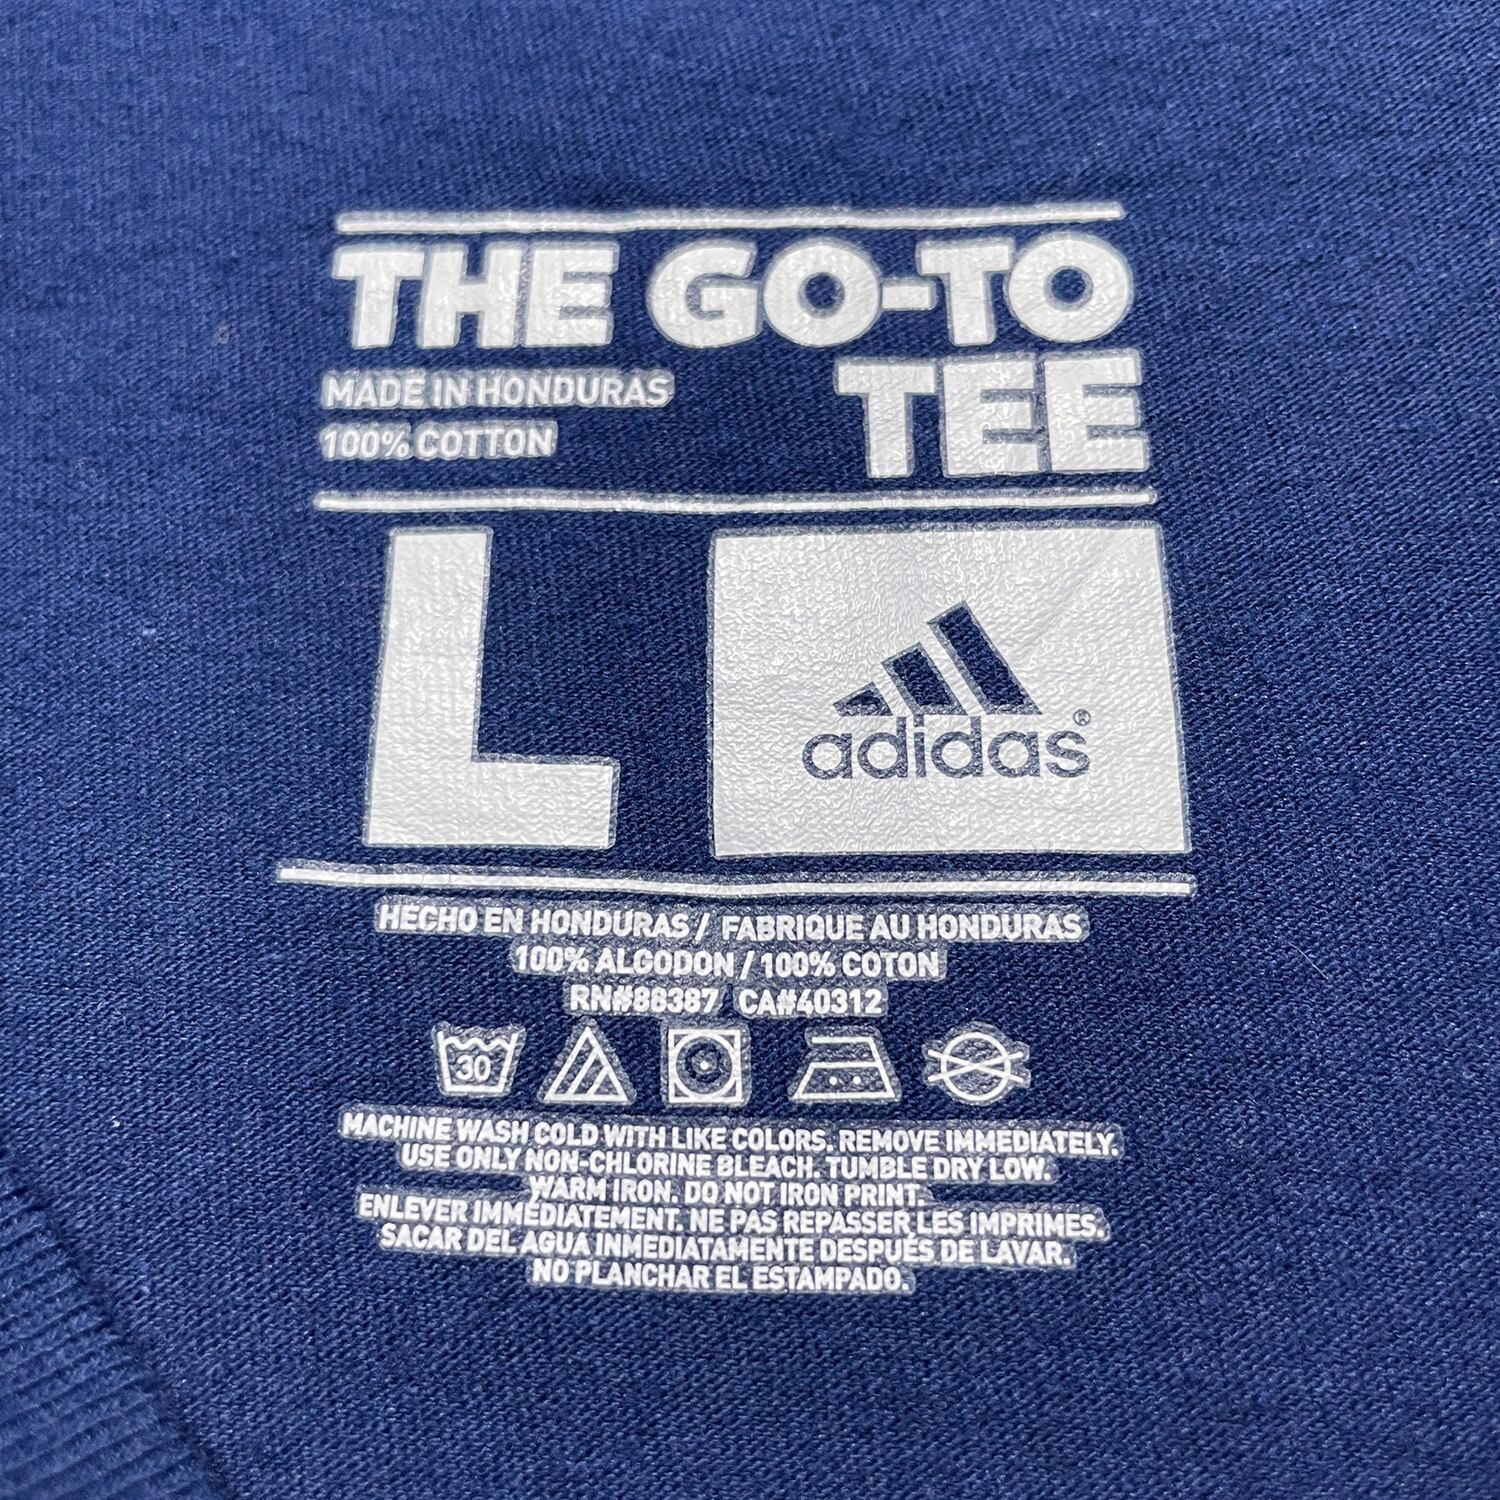 THE GO-TO
TEE
MADE IN HONDURAS
100% COTTON
L
adidas®
HECHO EN HONDURAS / FABRIQUE AU HONDURAS
100% ALGODON / 100% COTON
RN#88387 CA#40312
30
MACHINE WASH COLD WITH LIKE COLORS. REMOVE IMMEDIATELY.
USE ONLY NON-CHLORINE BLEACH. TUMBLE DRY LOW.
WARM IRON. DO NOT IRON PRINT.
ENLEVER IMMÉDIATEMENT. NE PAS REPASSER LES IMPRIMES.
SACAR DEL AGUA INMEDIATAMENTE DESPUÉS DE LAVAR.
NO PLANCHAR EL ESTAMPADO.